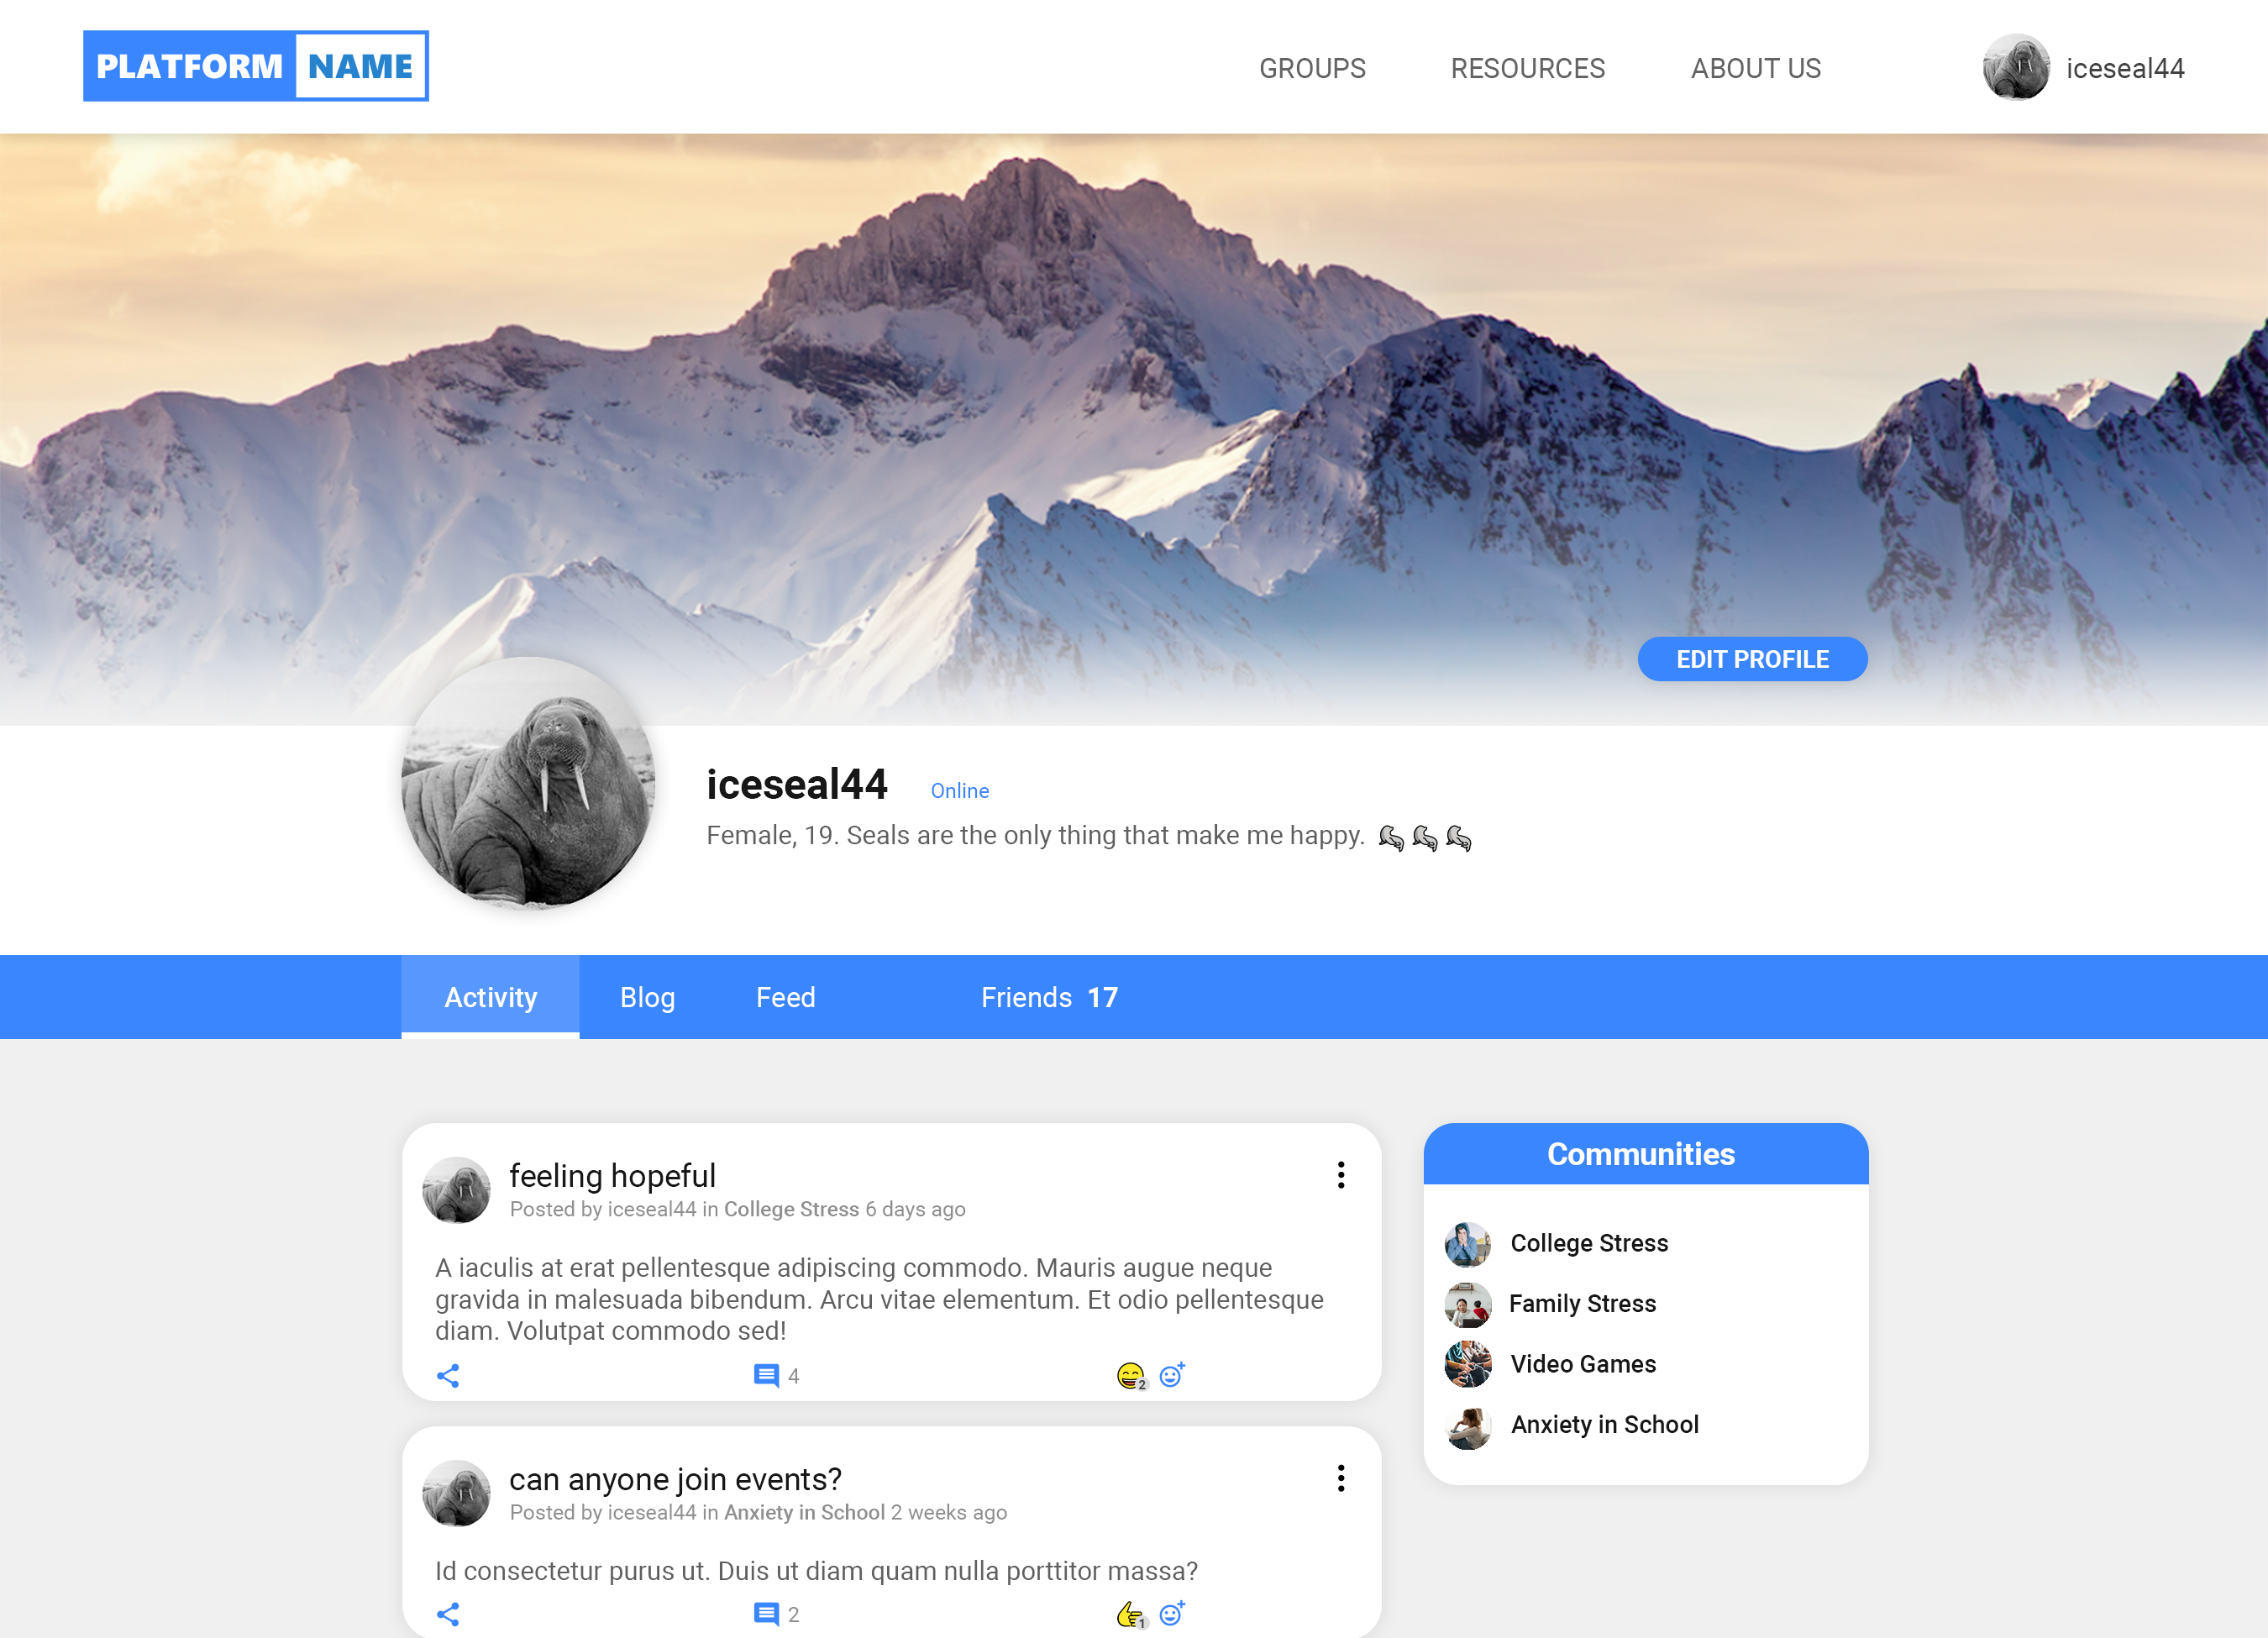 PLATFORM NAME
GROUPS
RESOURCES
ABOUT US
iceseal44
EDIT PROFILE
iceseal44 Online
Female, 19. Seals are the only thing that make me happy.
Activity
Blog
Feed
Friends 17
feeling hopeful
Posted by iceseal44 in College Stress 6 days ago
A iaculis at erat pellentesque adipiscing commodo. Mauris augue neque
gravida in malesuada bibendum. Arcu vitae elementum. Et odio pellentesque
diam. Volutpat commodo sed!
4
2
can anyone join events?
Posted by iceseal44 in Anxiety in School 2 weeks ago
Id consectetur purus ut. Duis ut diam quam nulla porttitor massa?
2
1
Communities
College Stress
Family Stress
Video Games
Anxiety in School